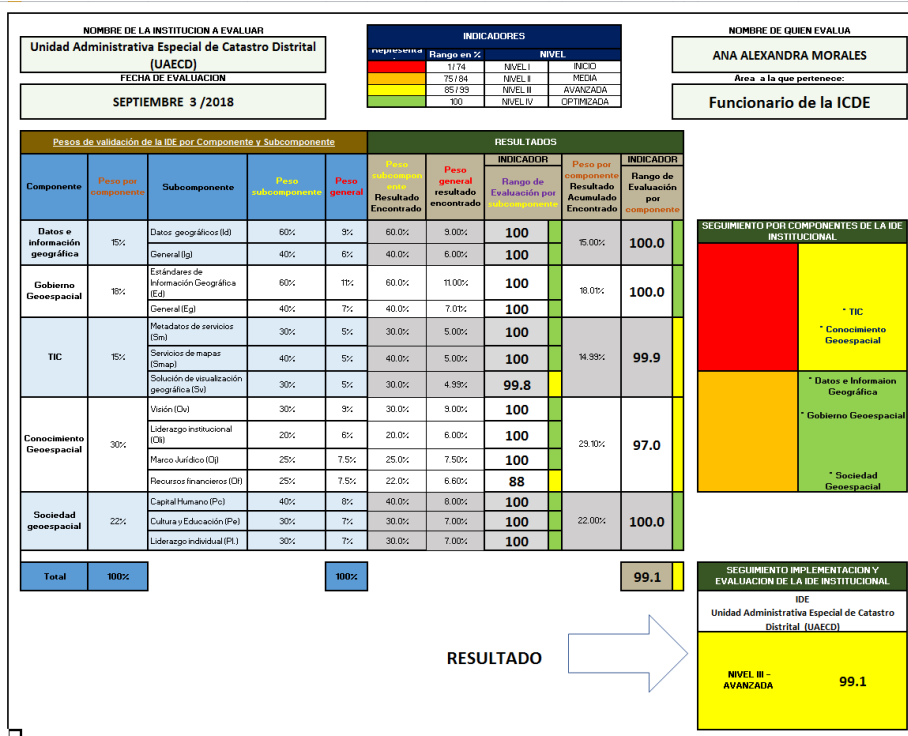 NOMBRE DE LA INSTITUCION A EVALUAR
Unidad Administrativa Especial de Catastro Distrital
(UAECD)
FECHA DE EVALUACION
SEPTIEMBRE 3 /2018
INDICADORES
Rango en % NIVEL
1/74 NIVEL I INICIO
75/84 NIVEL II MEDIA
85/99 NIVEL III AVANZADA
100 NIVEL IV OPTIMIZADA
NOMBRE DE QUIEN EVALUA
ANA ALEXANDRA MORALES
Area a la que pertenece:
Funcionario de la ICDE
Pesos de validación de la IDE por Componente y Subcomponente
RESULTADOS
Componente
Peso por
componente
Subcomponente
Peso
subcomponente
Peso
general
Peso
subcompon
ente
Resultado
Encontrado
Peso
general
resultado
encontrado
INDICADOR
Rango de
Evaluación por
subcomponente
Peso por
componente
Resultado
Acumulado
Encontrado
INDICADOR
Rango de
Evaluación
por
componente
Datos e
información
geográfica
15%
Datos geográficos (Id) 60% 9% 60.0% 9.00% 100
General (Ig) 40% 6% 40.0% 6.00% 100
15.00% 100.0
Gobierno
Geoespacial
18%
Estándares de
Información Geográfica
(Ed)
60% 11% 60.0% 11.00% 100
General (Eg) 40% 7% 40.0% 7.01% 100
18.01% 100.0
TIC
15%
Metadatos de servicios
(Sm)
30% 5% 30.0% 5.00% 100
Servicios de mapas
(Smap)
40% 5% 40.0% 5.00% 100
Solución de visualización
geográfica (Sv)
30% 5% 30.0% 4.99% 99.8
14.99% 99.9
Conocimiento
Geoespacial
30%
Visión (Ov) 30% 9% 30.0% 9.00% 100
Liderazgo institucional
(Oli)
20% 6% 20.0% 6.00% 100
Marco Jurídico (Oj) 25% 7.5% 25.0% 7.50% 100
Recursos financieros (Of) 25% 7.5% 22.0% 6.60% 88
29.10% 97.0
Sociedad
geoespacial
22%
Capital Humano (Pc) 40% 8% 40.0% 8.00% 100
Cultura y Educación (Pe) 30% 7% 30.0% 7.00% 100
Liderazgo individual (Pl.) 30% 7% 30.0% 7.00% 100
22.00% 100.0
Total 100% 100% 99.1
SEGUIMIENTO POR COMPONENTES DE LA IDE
INSTITUCIONAL
* TIC
* Conocimiento
Geoespacial
* Datos e Informaion
Geográfica
* Gobierno Geoespacial
* Sociedad
Geoespacial
SEGUIMIENTO IMPLEMENTACION Y
EVALUACION DE LA IDE INSTITUCIONAL
IDE
Unidad Administrativa Especial de Catastro
Distrital (UAECD)
RESULTADO
NIVEL III -
AVANZADA
99.1